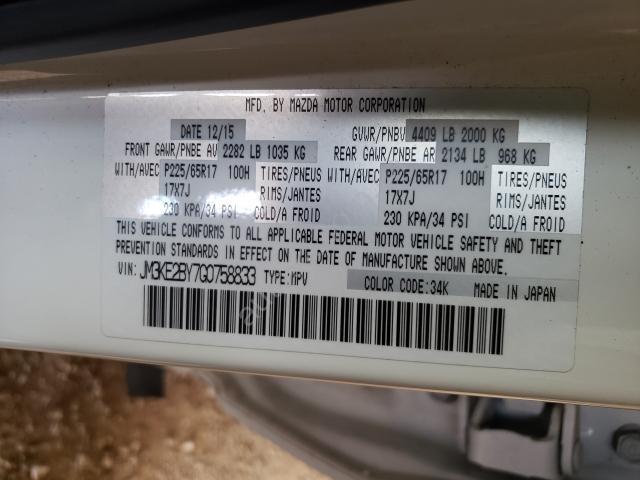 MFD. BY MAZDA MOTOR CORPORATION
DATE 12/15 GVWR/PNBV 4409 LB 2000 KG
FRONT GAWR/PNBE AV 2282 LB 1035 KG REAR GAWR/PNBE AR 2134 LB 968 KG
WITH/AVEC P225/65R17 100H TIRES/PNEUS WITH/AVEC P225/65R17 100H TIRES/PNEUS
17X7J RIMS/JANTES 17X7J RIMS/JANTES
230 KPA/34 PSI COLD/A FROID 230 KPA/34 PSI COLD/A FROID
THIS VEHICLE CONFORMS TO ALL APPLICABLE FEDERAL MOTOR VEHICLE SAFETY AND THEFT
PREVENTION STANDARDS IN EFFECT ON THE DATE OF MANUFACTURE SHOWN ABOVE.
VIN: JM3KE2BY7G0758833 TYPE: MPV COLOR CODE: 34K MADE IN JAPAN